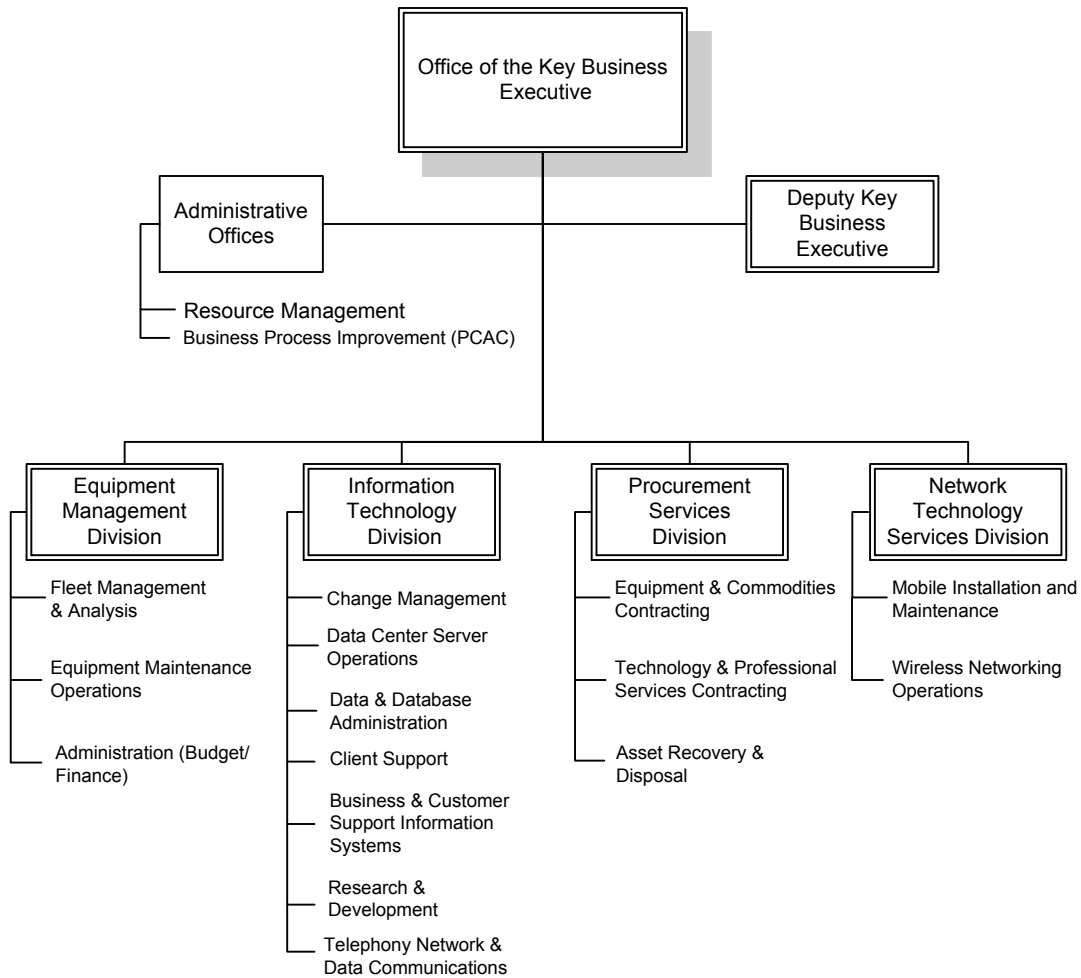 Office of the Key Business
Executive
Administrative
Offices
Deputy Key
Business
Executive
Resource Management
Business Process Improvement (PCAC)
Equipment
Management
Division
Fleet Management
& Analysis
Equipment Maintenance
Operations
Administration (Budget/
Finance)
Information
Technology
Division
Change Management
Data Center Server
Operations
Data & Database
Administration
Client Support
Business & Customer
Support Information
Systems
Research &
Development
Telephony Network &
Data Communications
Procurement
Services
Division
Equipment & Commodities
Contracting
Technology & Professional
Services Contracting
Asset Recovery &
Disposal
Network
Technology
Services Division
Mobile Installation and
Maintenance
Wireless Networking
Operations